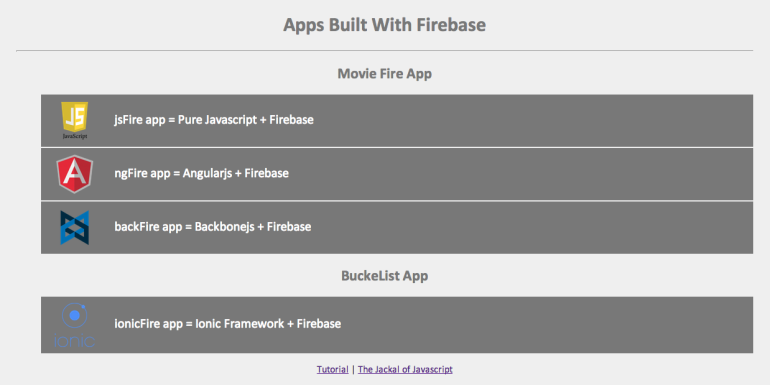 Apps Built With Firebase
Movie Fire App
JS
JavaScript
jsFire app = Pure Javascript + Firebase
A
ngFire app = Angularjs + Firebase
backFire app = Backbonejs + Firebase
BuckeList App
ionic
ionicFire app = Ionic Framework + Firebase
Tutorial | The Jackal of Javascript